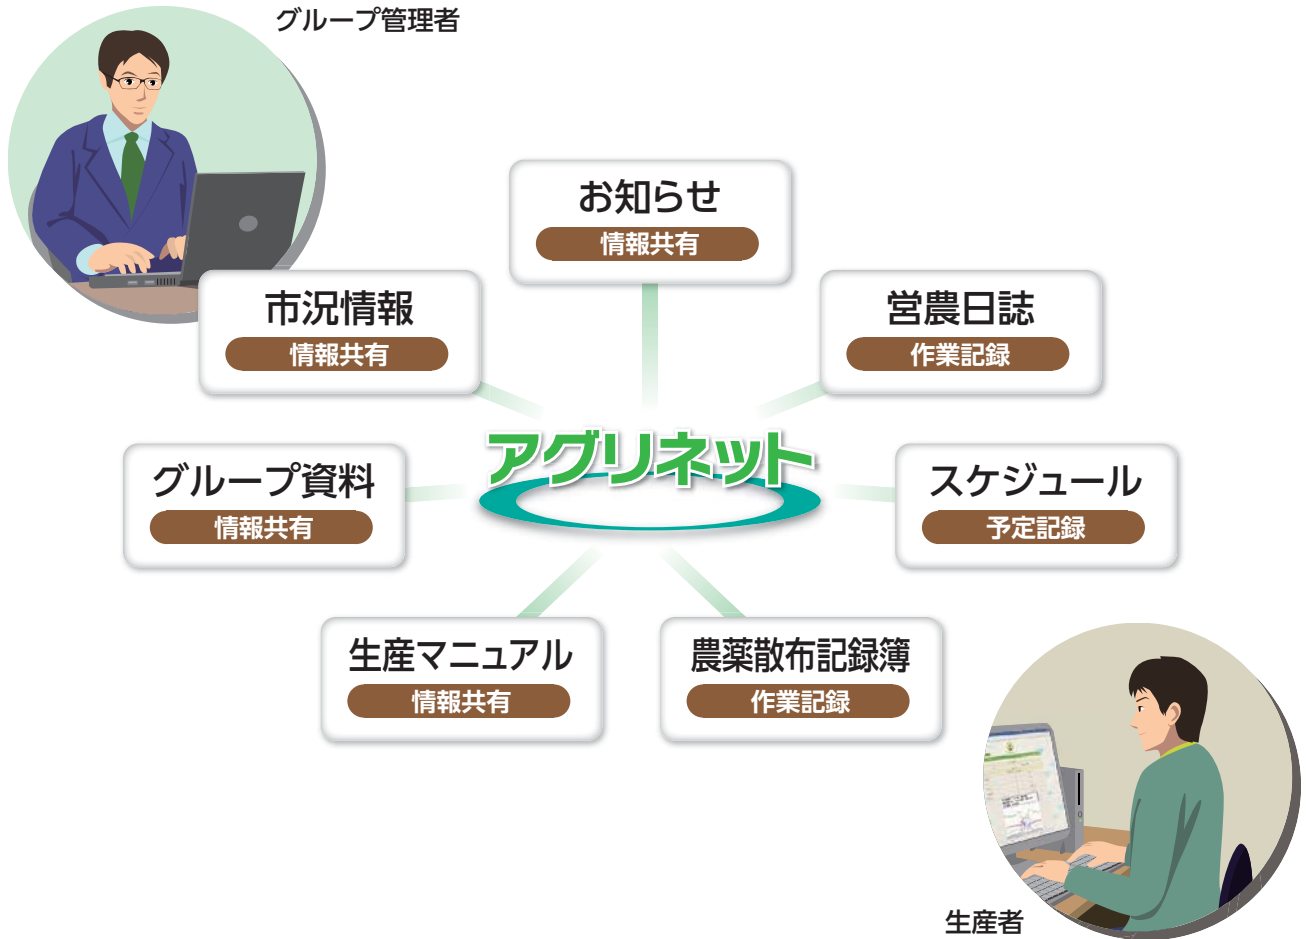 グループ管理者
お知らせ
情報共有
市況情報
情報共有
営農日誌
作業記録
アグリネット
グループ資料
情報共有
スケジュール
予定記録
生産マニュアル
情報共有
農薬散布記録簿
作業記録
生産者